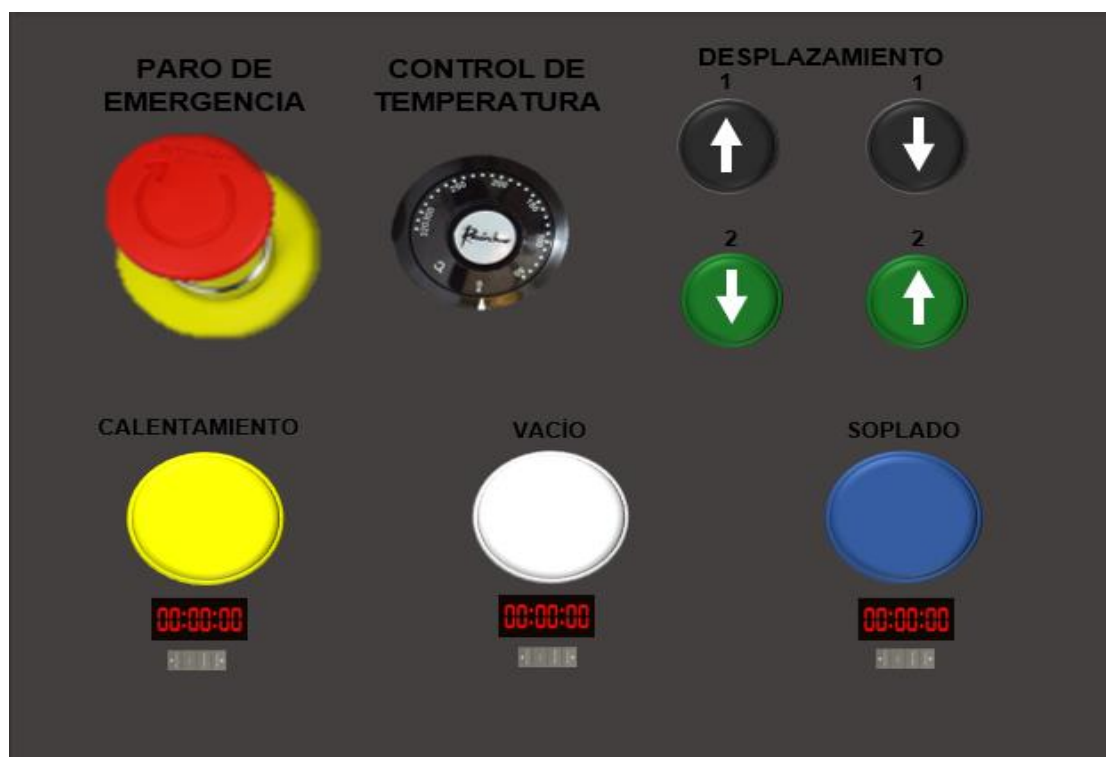 PARO DE
EMERGENCIA
CONTROL DE
TEMPERATURA
DESPLAZAMIENTO
1
1
2
2
CALENTAMIENTO
VACÍO
SOPLADO
00:00:00
00:00:00
00:00:00